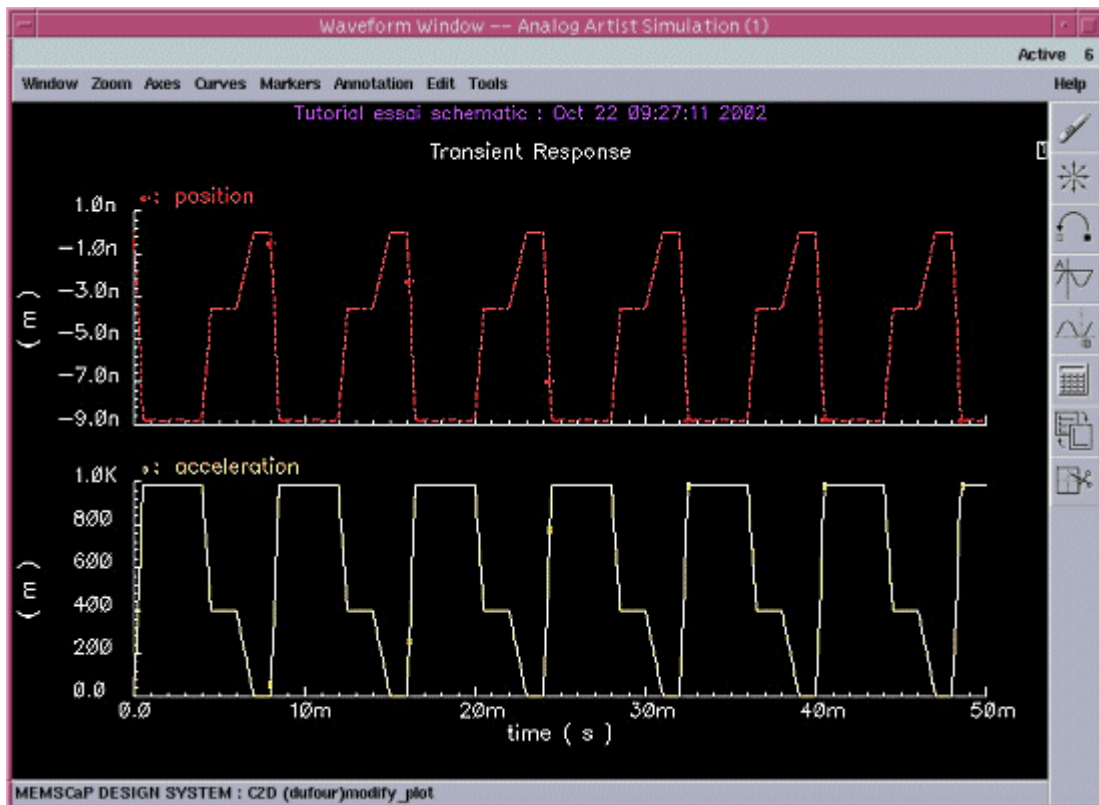 Waveform Window -- Analog Artist Simulation (1)
Active 6
Window Zoom Axes Curves Markers Annotation Edit Tools Help
Tutorial essai schematic : Oct 22 09:27:11 2002
Transient Response
1
: position
1.0n
-1.0n
-3.0n
-5.0n
-7.0n
-9.0n
( m )
: acceleration
1.0K
800
600
400
200
0.0
( m )
0.0 10m 20m 30m 40m 50m
time ( s )
MEMSCaP DESIGN SYSTEM : C2D (dufour)modify_plot